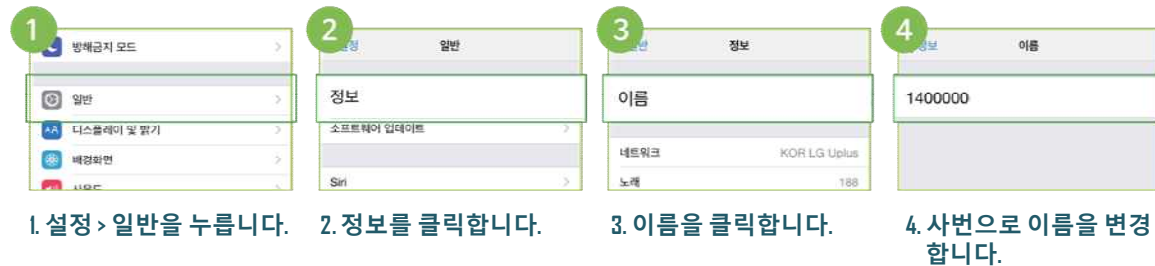 1
방해금지 모드
일반
디스플레이 및 밝기
배경화면
2
설정 일반
정보
소프트웨어 업데이트
Siri
3
일반 정보
이름
네트워크 KOR LG Uplus
노래 188
4
정보 이름
1400000
1. 설정 > 일반을 누릅니다.
2. 정보를 클릭합니다.
3. 이름을 클릭합니다.
4. 사번으로 이름을 변경
합니다.